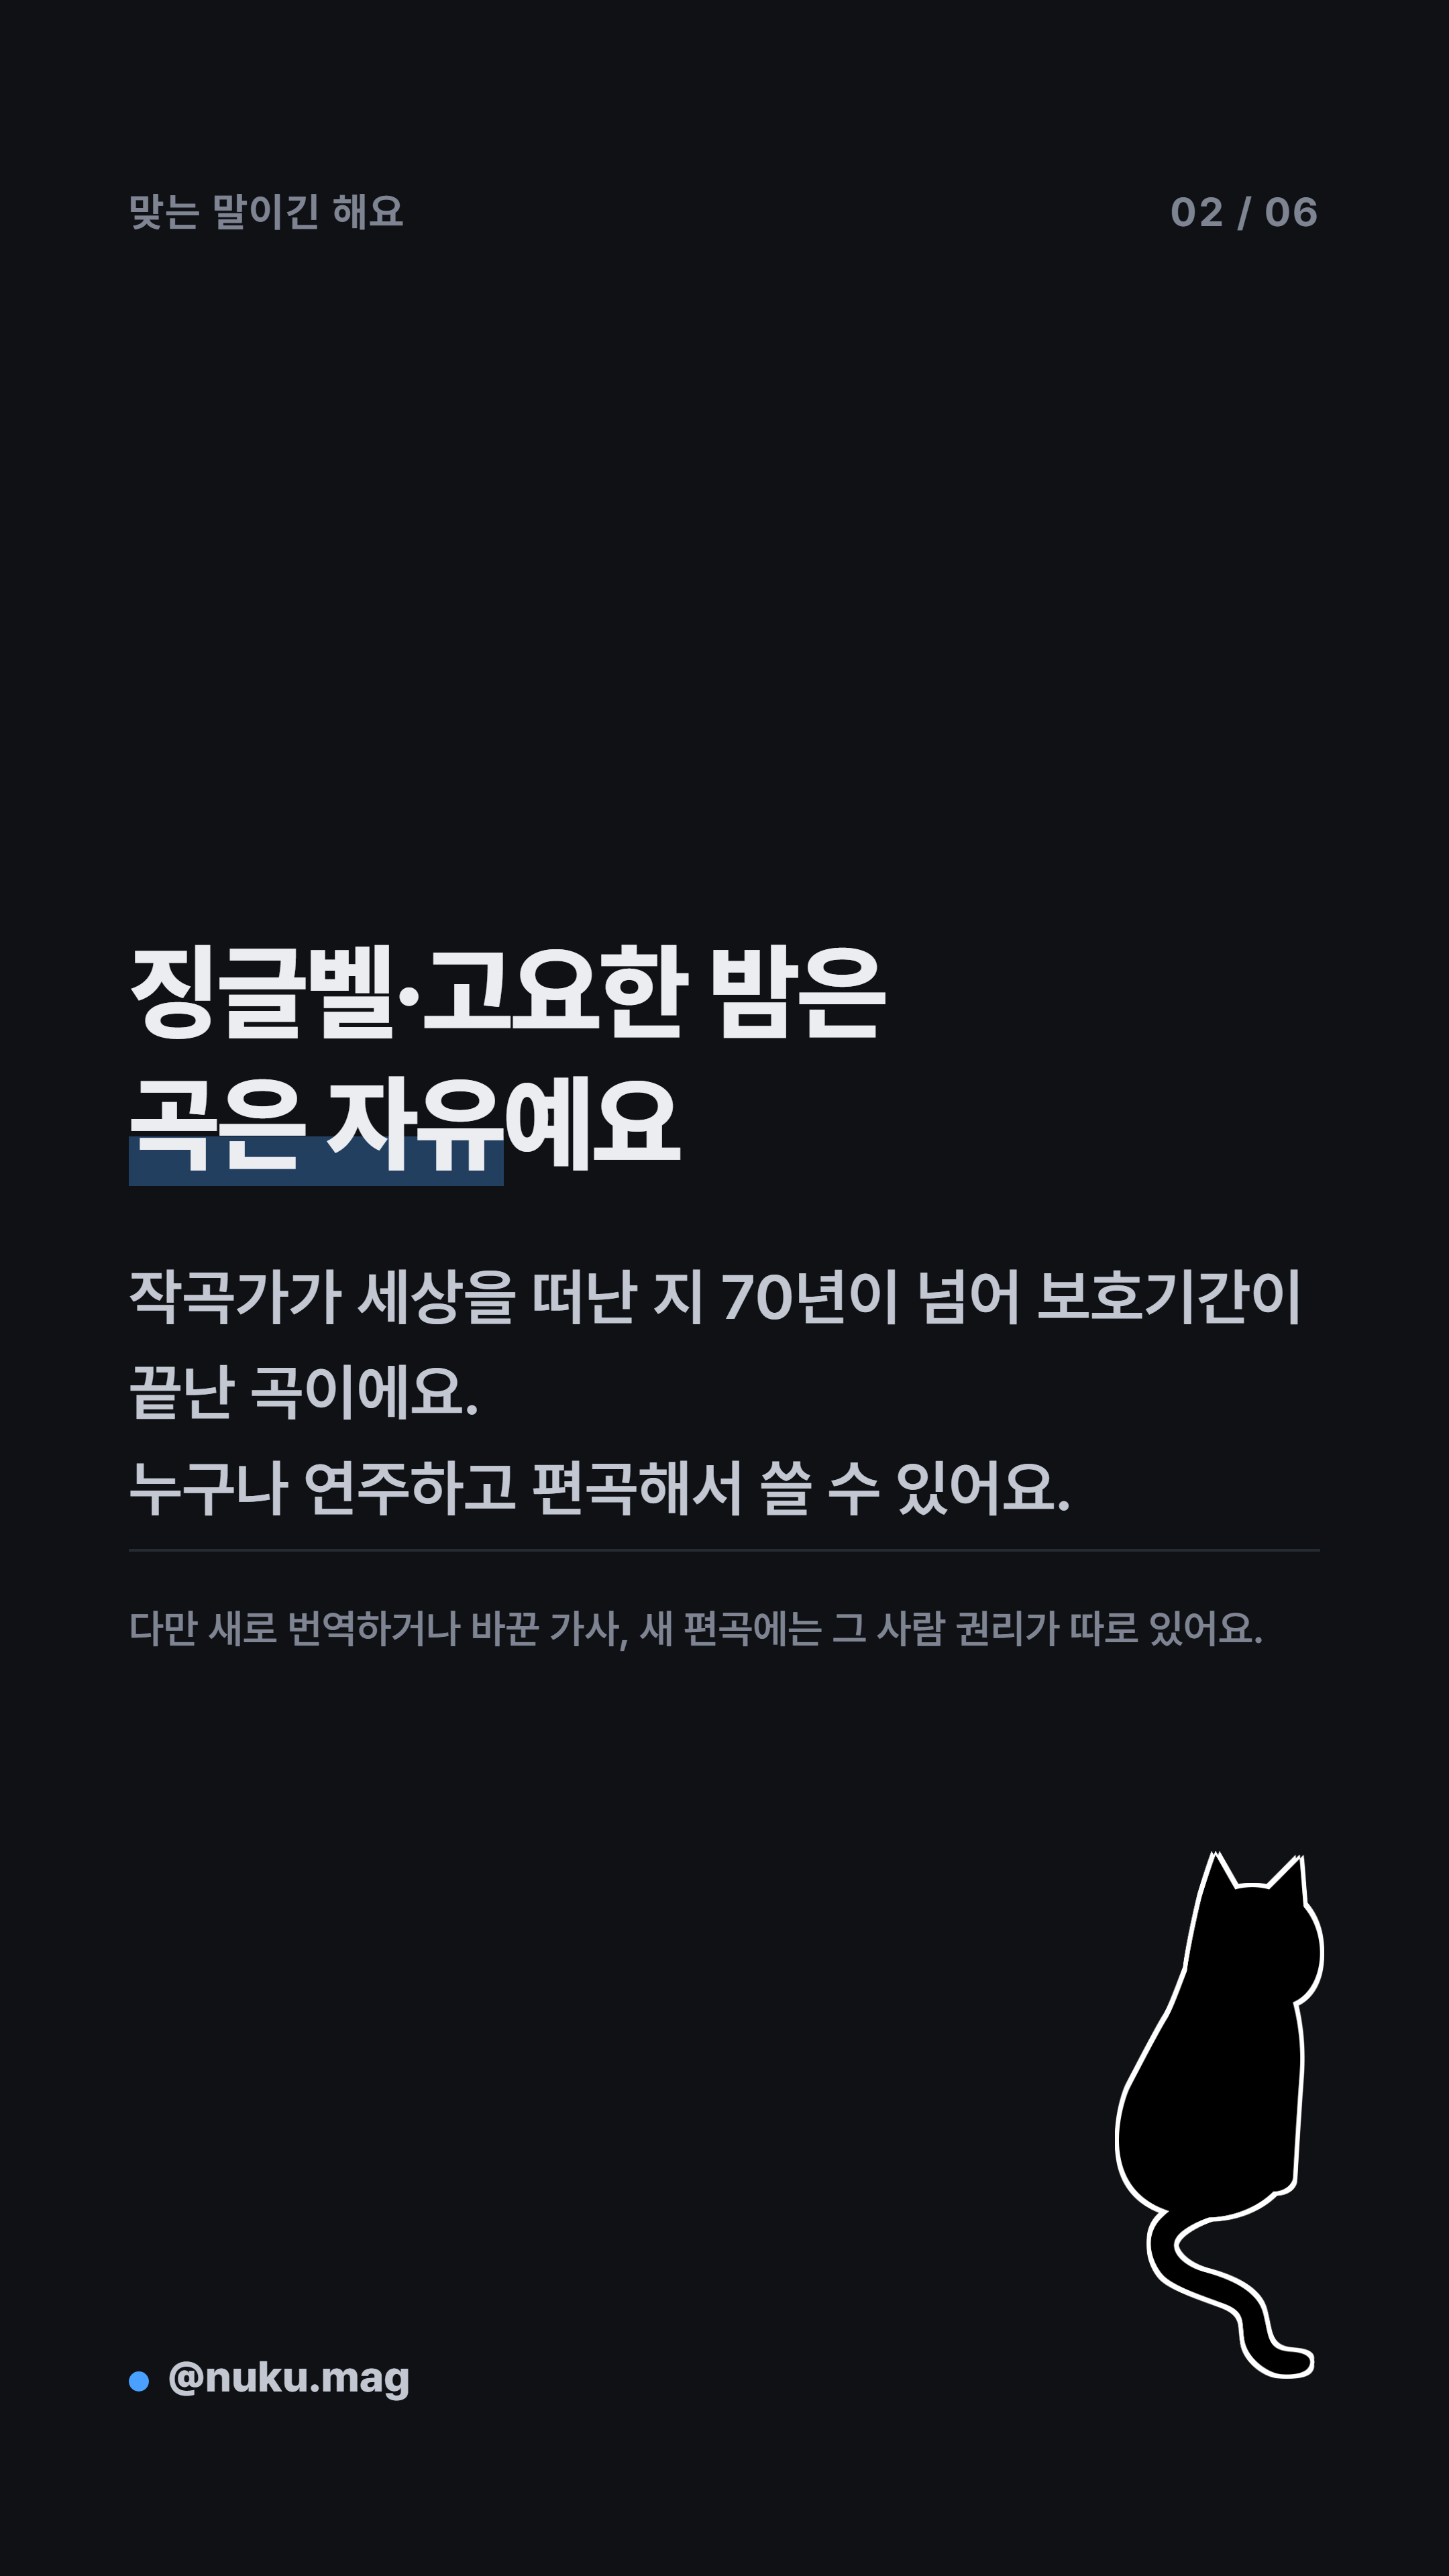 맞는 말이긴 해요
02 / 06
징글벨·고요한 밤은
곡은 자유예요
작곡가가 세상을 떠난 지 70년이 넘어 보호기간이
끝난 곡이에요.
누구나 연주하고 편곡해서 쓸 수 있어요.
다만 새로 번역하거나 바꾼 가사, 새 편곡에는 그 사람 권리가 따로 있어요.
@nuku.mag